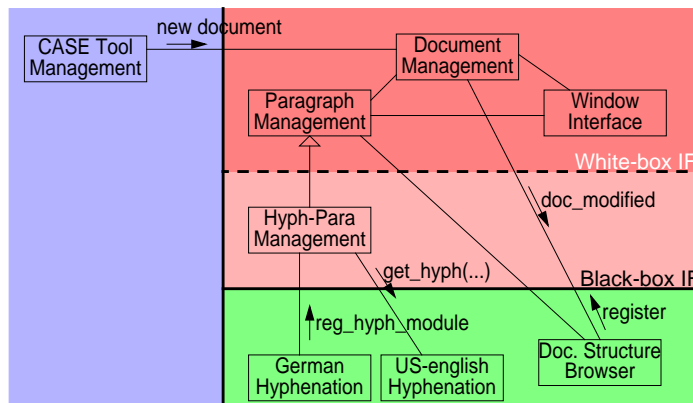 new document
CASE Tool
Management
Document
Management
Paragraph
Management
Window
Interface
White-box IF
doc_modified
Hyph-Para
Management
get_hyph(...)
Black-box IF
register
reg_hyph_module
German
Hyphenation
US-english
Hyphenation
Doc. Structure
Browser